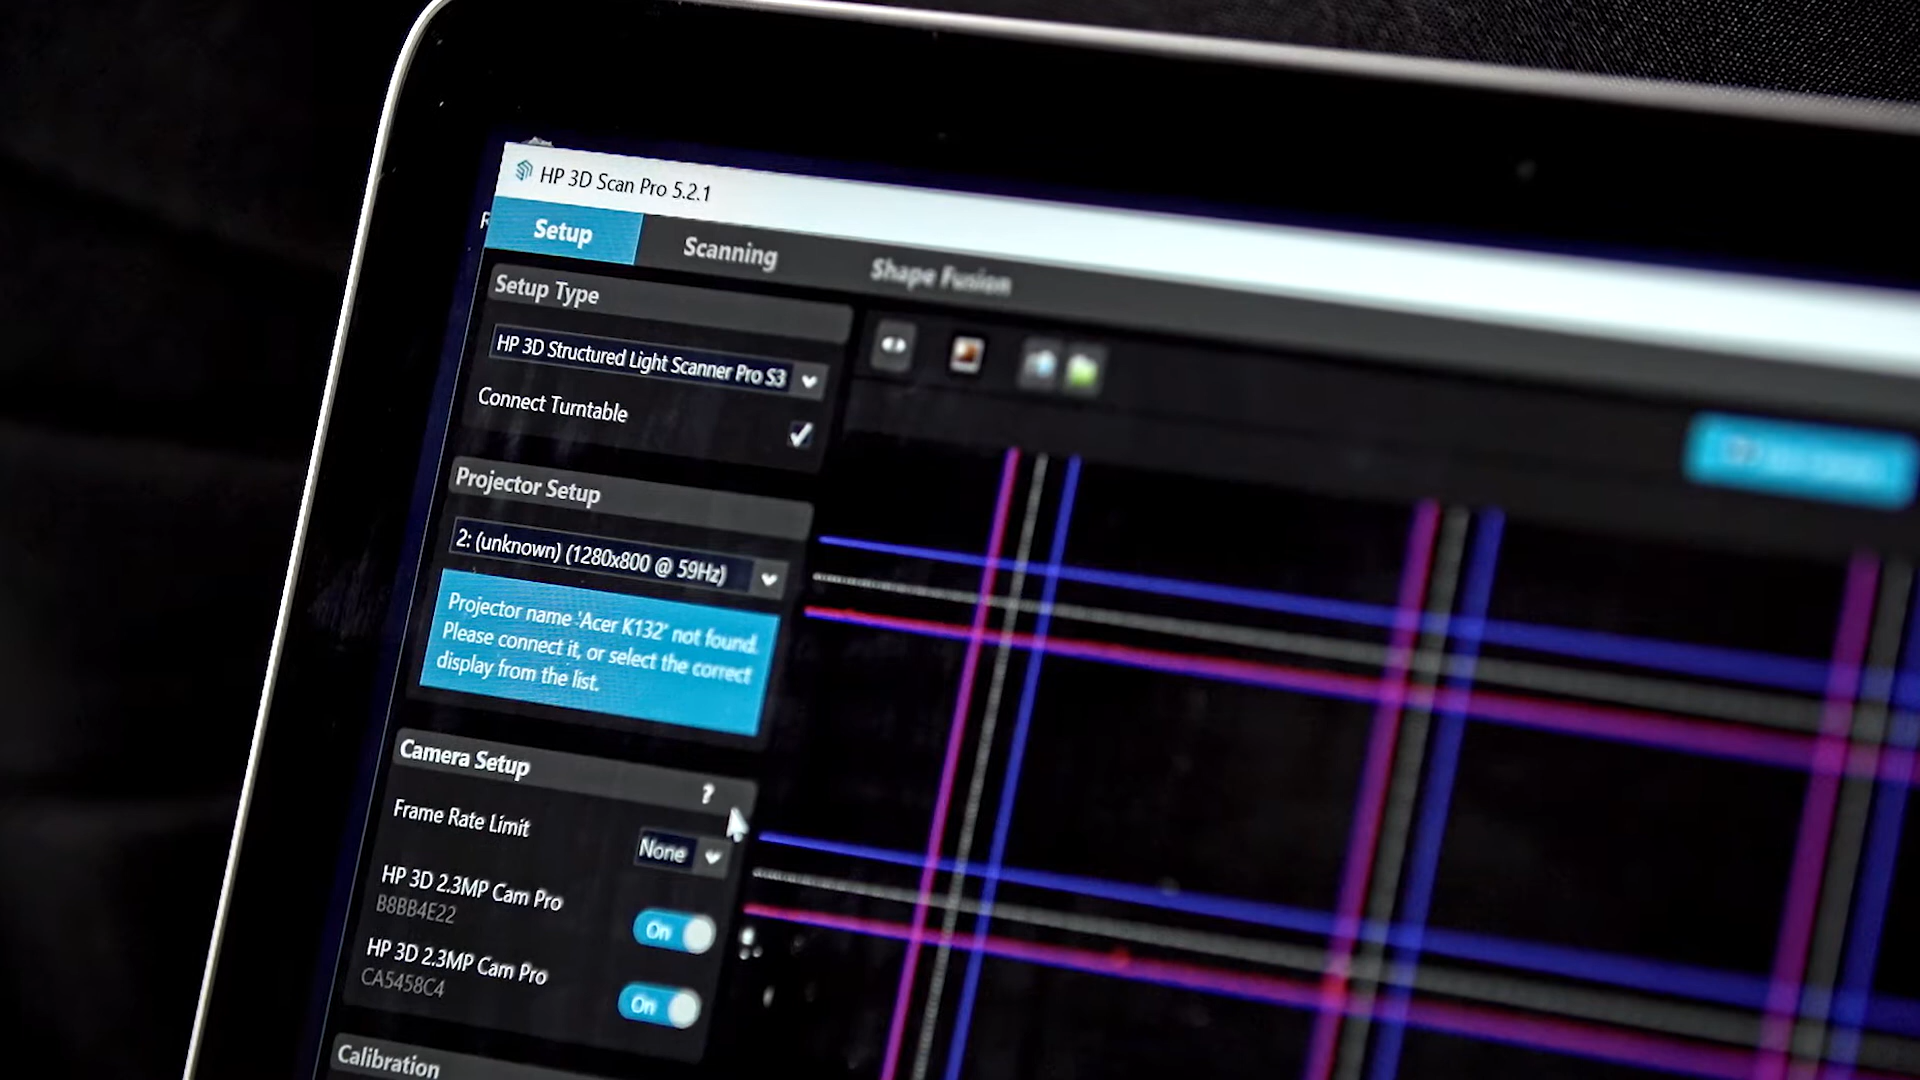 HP 3D Scan Pro 5.2.1
Setup
Scanning
Shape Fusion
Setup Type
HP 3D Structured Light Scanner Pro S3
Connect Turntable
Projector Setup
2: (unknown) (1280x800 @ 59Hz)
Projector name 'Acer K132' not found.
Please connect it, or select the correct
display from the list.
Camera Setup
?
Frame Rate Limit
None
HP 3D 2.3MP Cam Pro
B8BB4E22
On
HP 3D 2.3MP Cam Pro
CA5458C4
On
Calibration